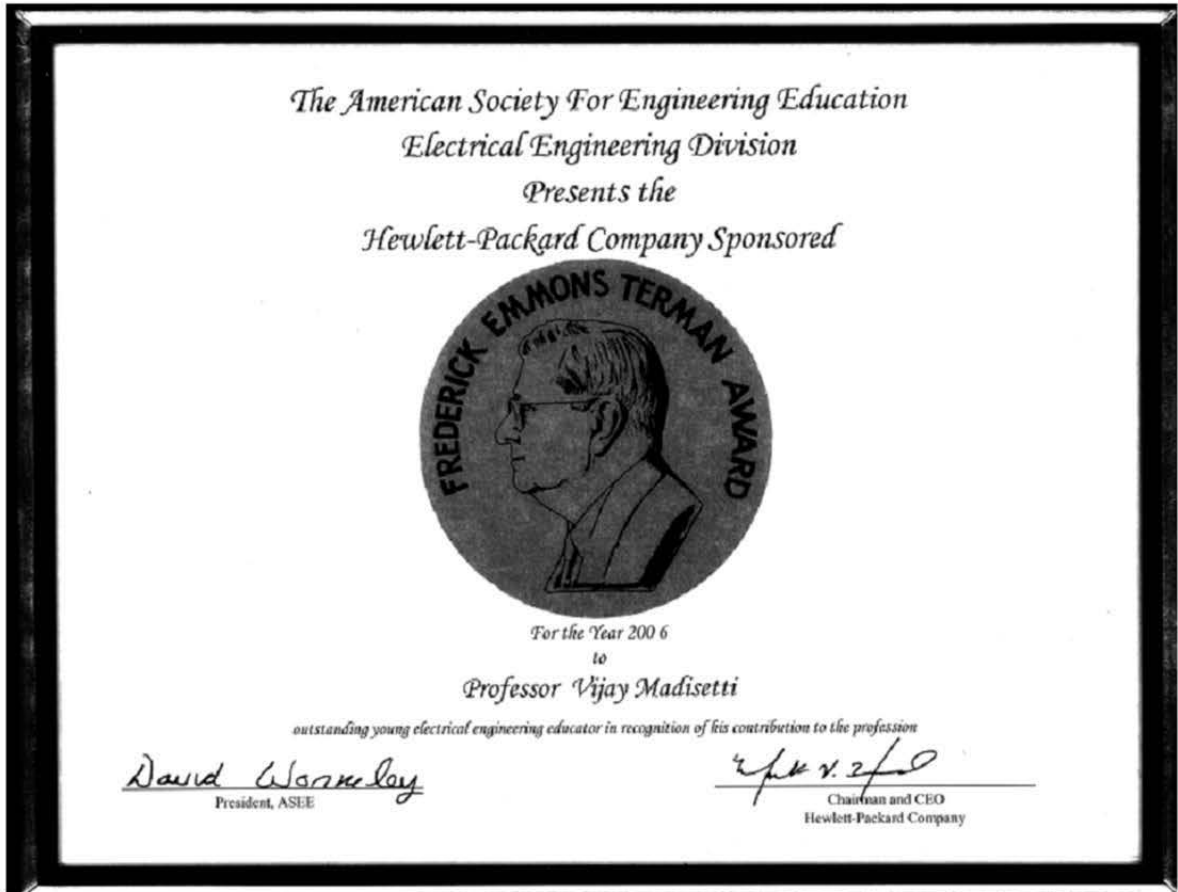 The American Society For Engineering Education
Electrical Engineering Division
Presents the
Hewlett-Packard Company Sponsored
FREDERICK EMMONS TERMAN AWARD
For the Year 200 6
to
Professor Vijay Madisetti
outstanding young electrical engineering educator in recognition of his contribution to the profession
David
President, ASEE
Chairman and CEO
Hewlett-Packard Company